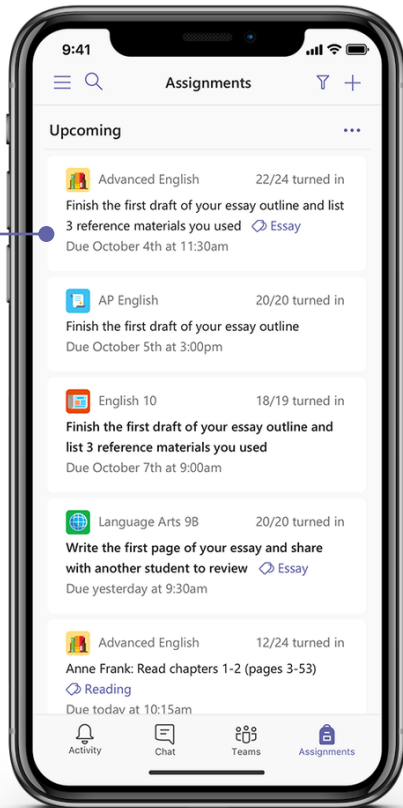 9:41
Assignments
Upcoming
Advanced English 22/24 turned in
Finish the first draft of your essay outline and list
3 reference materials you used Essay
Due October 4th at 11:30am
AP English 20/20 turned in
Finish the first draft of your essay outline
Due October 5th at 3:00pm
English 10 18/19 turned in
Finish the first draft of your essay outline and
list 3 reference materials you used
Due October 7th at 9:00am
Language Arts 9B 20/20 turned in
Write the first page of your essay and share
with another student to review Essay
Due yesterday at 9:30am
Advanced English 12/24 turned in
Anne Frank: Read chapters 1-2 (pages 3-53)
Reading
Due today at 10:15am
Activity Chat Teams Assignments